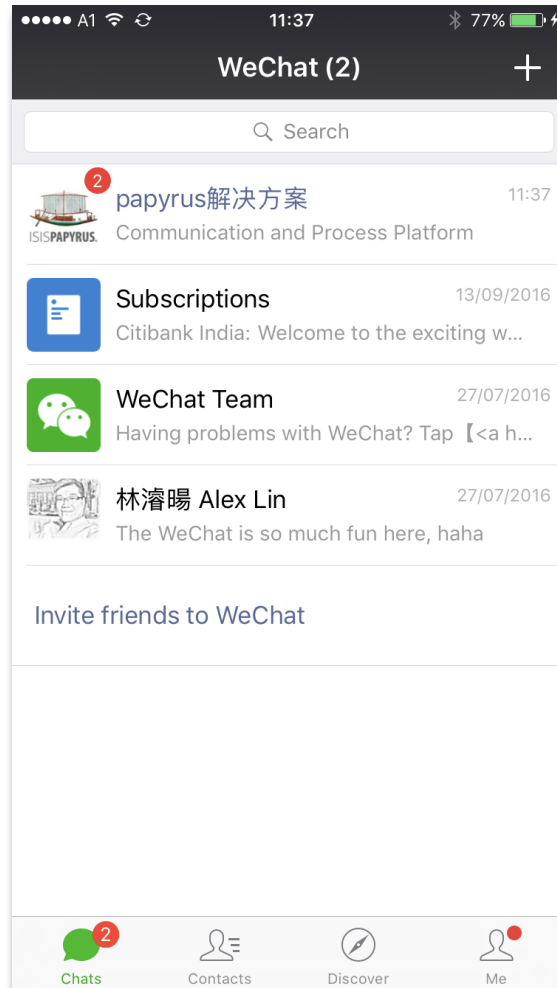 A1 11:37 77%
WeChat (2)
Search
2
papyrus解决方案 11:37
Communication and Process Platform
ISISPAPYRUS.
Subscriptions 13/09/2016
Citibank India: Welcome to the exciting w...
WeChat Team 27/07/2016
Having problems with WeChat? Tap【<a h...
林濬暘 Alex Lin 27/07/2016
The WeChat is so much fun here, haha
Invite friends to WeChat
2
Chats Contacts Discover Me